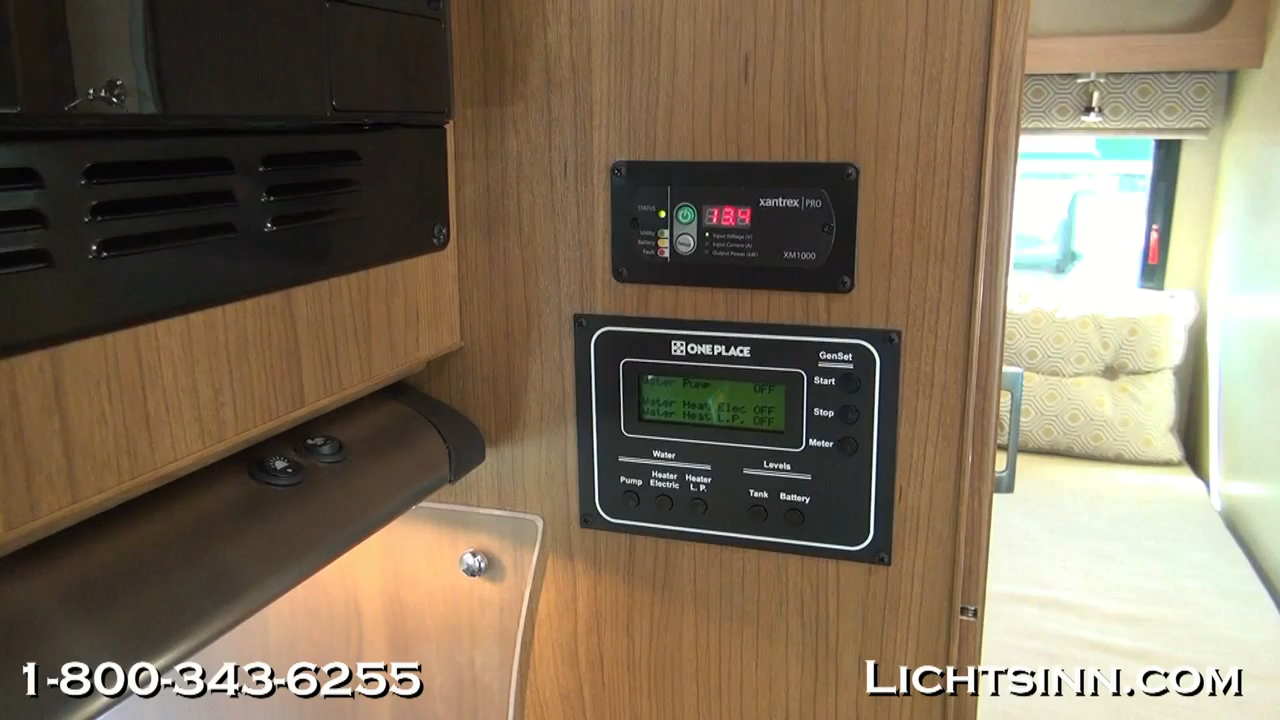 xantrex | PRO
STATUS
13.4
Utility
Battery
Fault
Input Voltage (V)
Input Current (A)
Output Power (kW)
XM1000
ONE PLACE
GenSet
Start
Stop
Meter
Water Pump OFF
Water Heat Elec OFF
Water Heat L.P. OFF
Water
Pump
Heater Electric
Heater L. P.
Levels
Tank
Battery
1-800-343-6255
LICHTSINN.COM